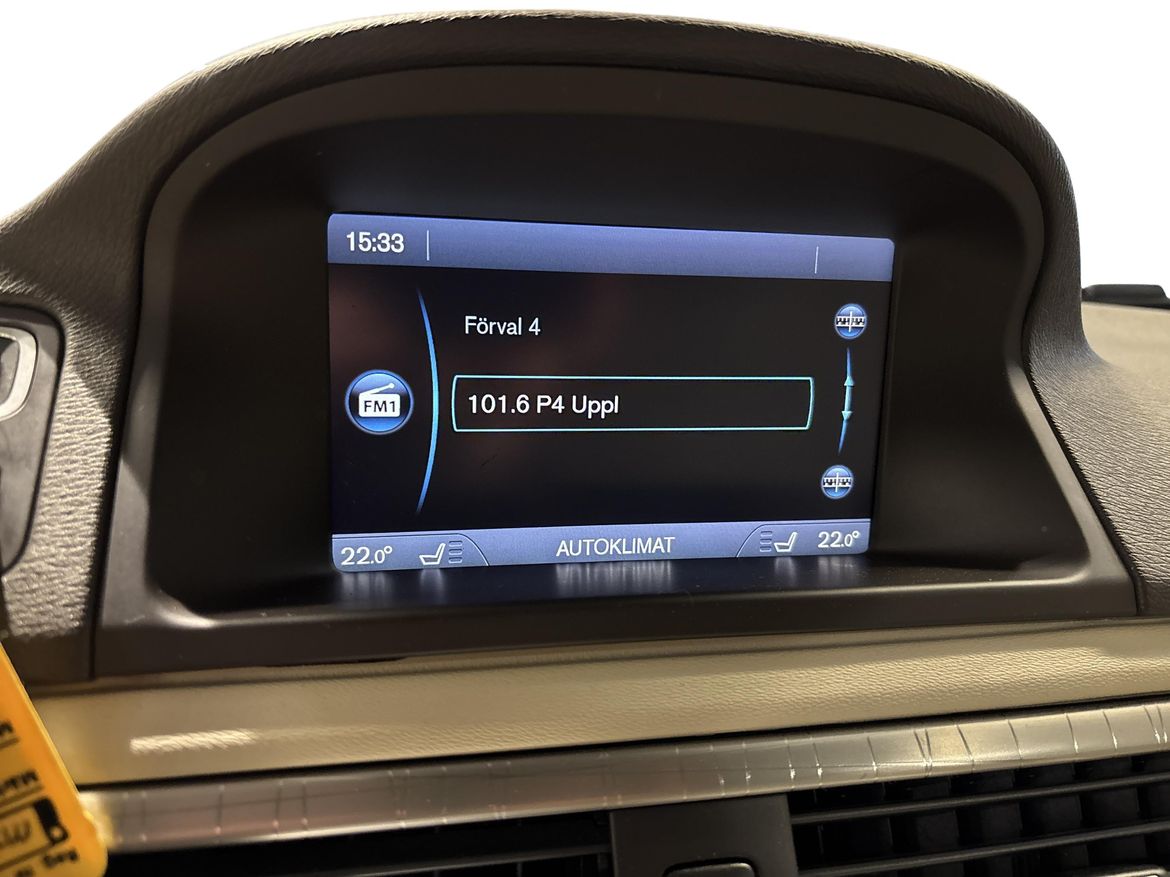 15:33
Förval 4
FM1
101.6 P4 Uppl
22.0°
AUTOKLIMAT
22.0°